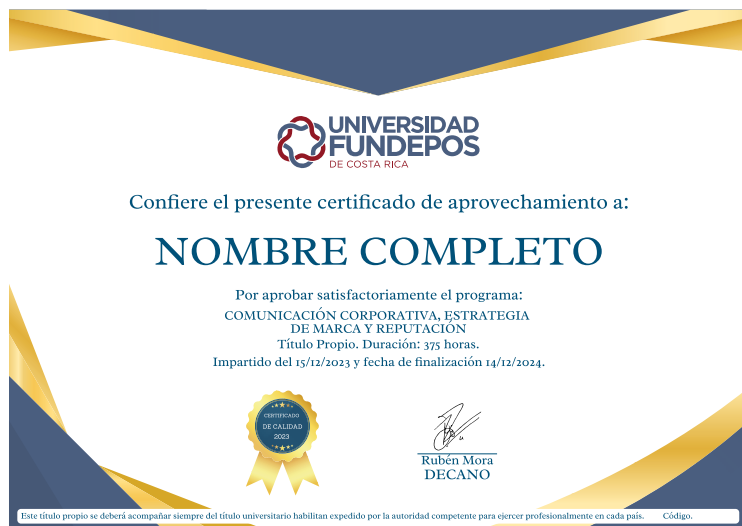 UNIVERSIDAD
FUNDEPOS
DE COSTA RICA
Confiere el presente certificado de aprovechamiento a:
NOMBRE COMPLETO
Por aprobar satisfactoriamente el programa:
COMUNICACIÓN CORPORATIVA, ESTRATEGIA
DE MARCA Y REPUTACIÓN
Título Propio. Duración: 375 horas.
Impartido del 15/12/2023 y fecha de finalización 14/12/2024.
CERTIFICADO
DE CALIDAD
2023
Rubén Mora
DECANO
Este título propio se deberá acompañar siempre del título universitario habilitan expedido por la autoridad competente para ejercer profesionalmente en cada país. Código.